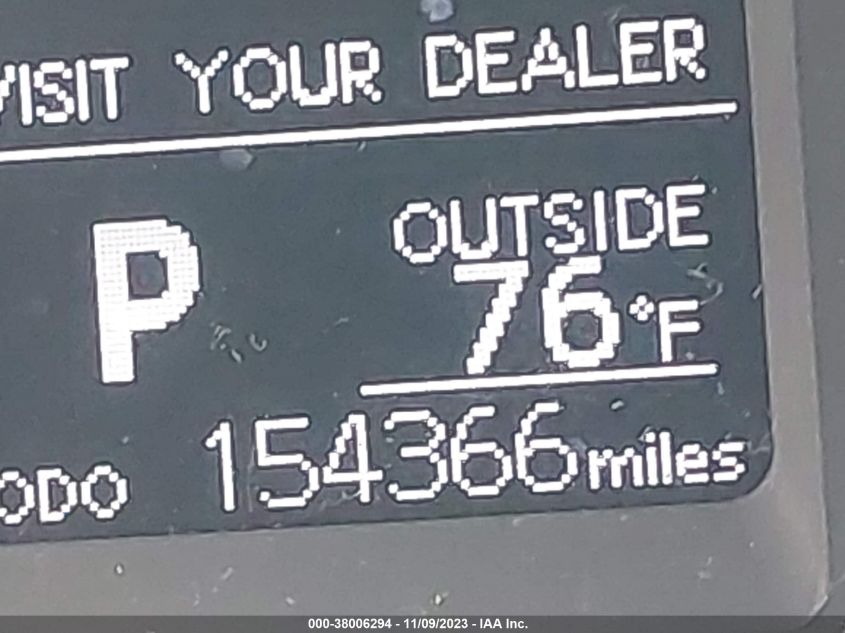 VISIT YOUR DEALER
P
OUTSIDE
76°F
ODO 154366 miles
000-38006294 - 11/09/2023 - IAA Inc.